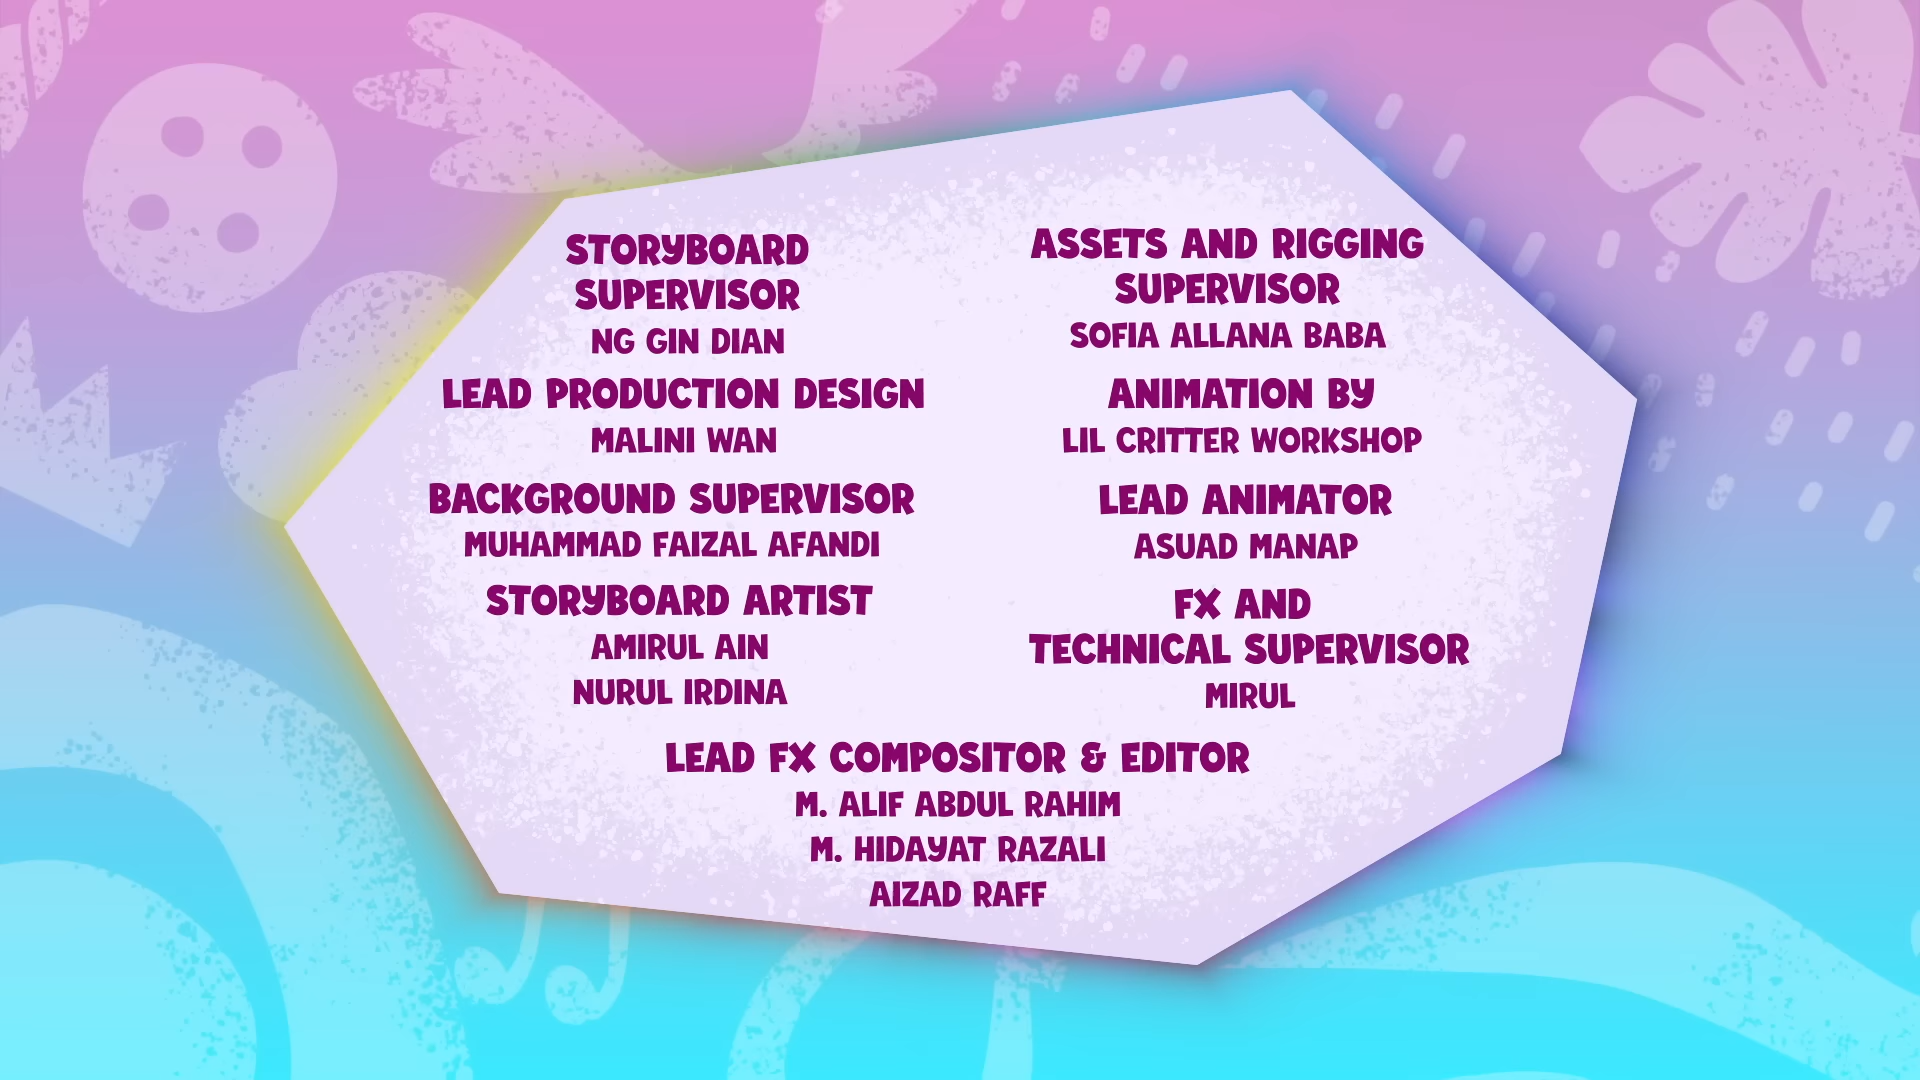 STORYBOARD
SUPERVISOR
NG GIN DIAN
LEAD PRODUCTION DESIGN
MALINI WAN
BACKGROUND SUPERVISOR
MUHAMMAD FAIZAL AFANDI
STORYBOARD ARTIST
AMIRUL AIN
NURUL IRDINA
ASSETS AND RIGGING
SUPERVISOR
SOFIA ALLANA BABA
ANIMATION BY
LIL CRITTER WORKSHOP
LEAD ANIMATOR
ASUAD MANAP
FX AND
TECHNICAL SUPERVISOR
MIRUL
LEAD FX COMPOSITOR & EDITOR
M. ALIF ABDUL RAHIM
M. HIDAYAT RAZALI
AIZAD RAFF